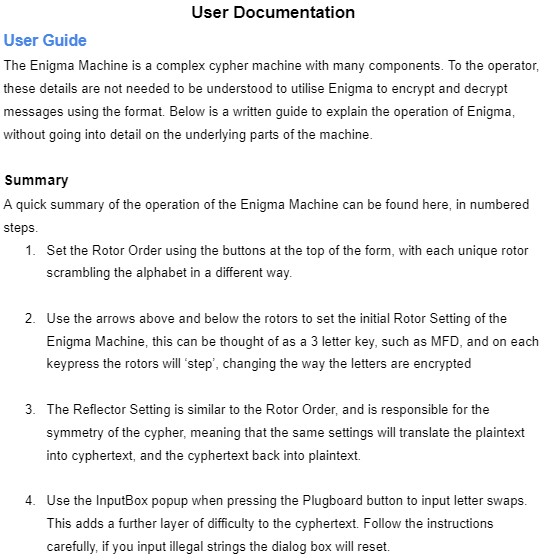 User Documentation
User Guide
The Enigma Machine is a complex cypher machine with many components. To the operator,
these details are not needed to be understood to utilise Enigma to encrypt and decrypt
messages using the format. Below is a written guide to explain the operation of Enigma,
without going into detail on the underlying parts of the machine.
Summary
A quick summary of the operation of the Enigma Machine can be found here, in numbered
steps.
1. Set the Rotor Order using the buttons at the top of the form, with each unique rotor
scrambling the alphabet in a different way.
2. Use the arrows above and below the rotors to set the initial Rotor Setting of the
Enigma Machine, this can be thought of as a 3 letter key, such as MFD, and on each
keypress the rotors will 'step', changing the way the letters are encrypted
3. The Reflector Setting is similar to the Rotor Order, and is responsible for the
symmetry of the cypher, meaning that the same settings will translate the plaintext
into cyphertext, and the cyphertext back into plaintext.
4. Use the InputBox popup when pressing the Plugboard button to input letter swaps.
This adds a further layer of difficulty to the cyphertext. Follow the instructions
carefully, if you input illegal strings the dialog box will reset.